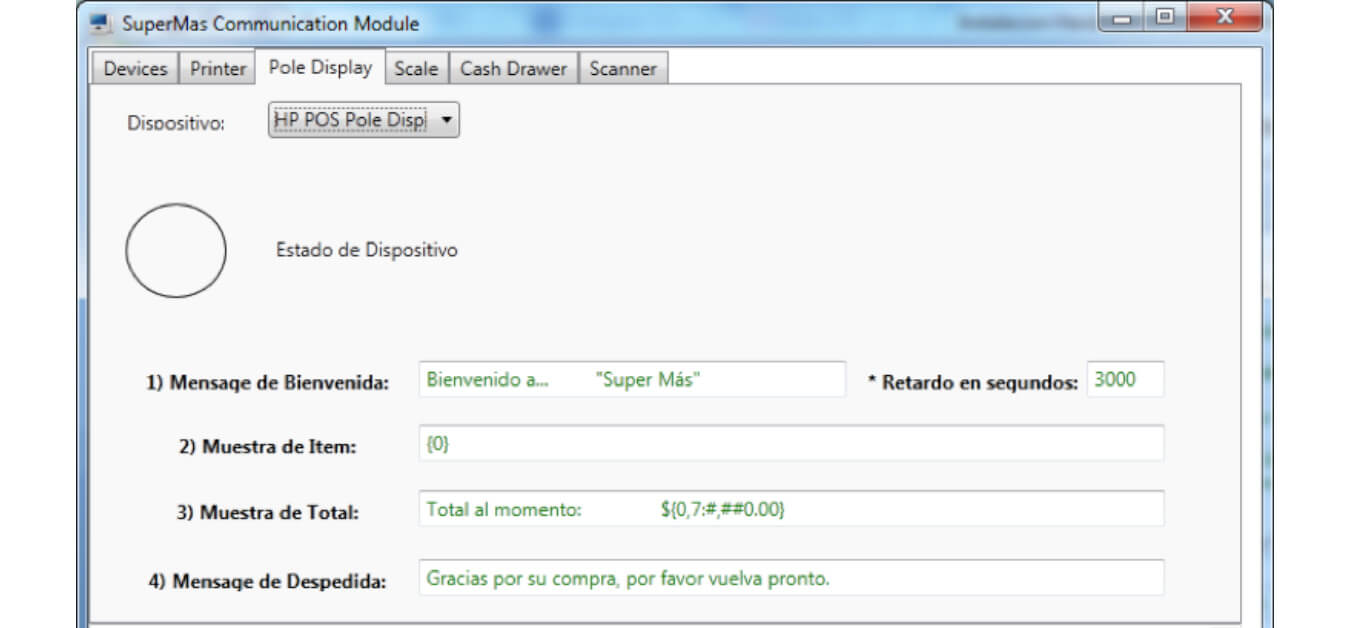 SuperMas Communication Module
Devices Printer Pole Display Scale Cash Drawer Scanner
Dispositivo: HP POS Pole Disp
Estado de Dispositivo
1) Mensaqe de Bienvenida: Bienvenido a... "Super Más" * Retardo en sequndos: 3000
2) Muestra de Item: {0}
3) Muestra de Total: Total al momento: ${0,7:#,##0.00}
4) Mensaqe de Despedida: Gracias por su compra, por favor vuelva pronto.